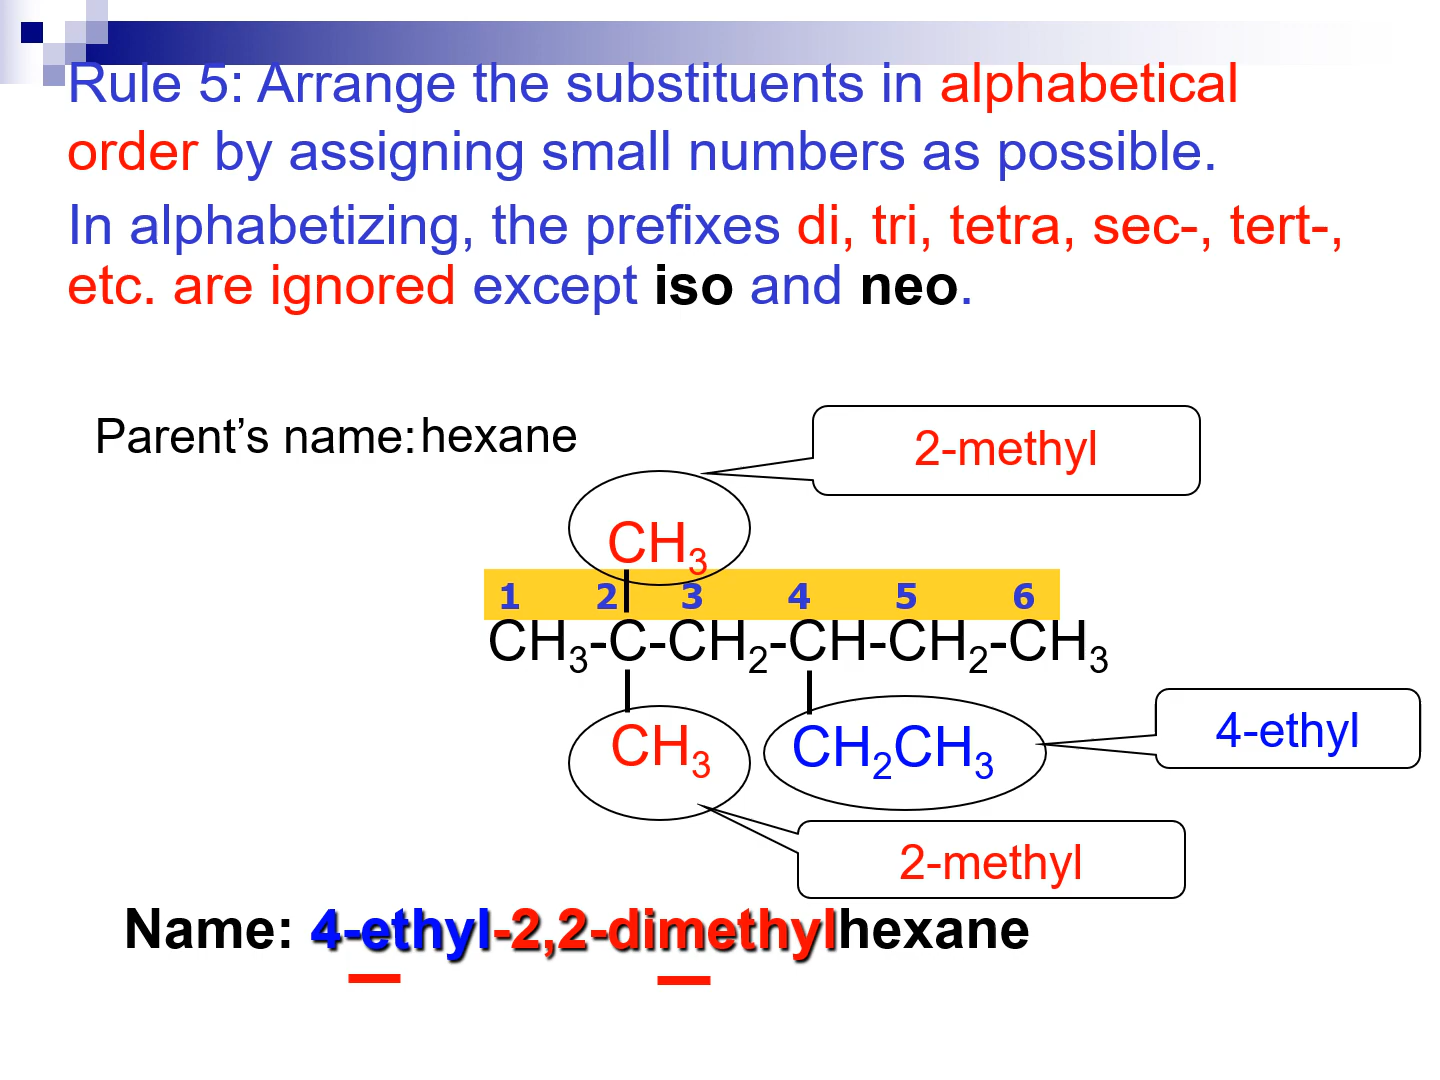 Rule 5: Arrange the substituents in alphabetical
order by assigning small numbers as possible.
In alphabetizing, the prefixes di, tri, tetra, sec-, tert-,
etc. are ignored except iso and neo.
Parent’s name: hexane
2-methyl
CH₃
1 2 3 4 5 6
CH₃-C-CH₂-CH-CH₂-CH₃
CH₃ CH₂CH₃
4-ethyl
2-methyl
Name: 4-ethyl-2,2-dimethylhexane